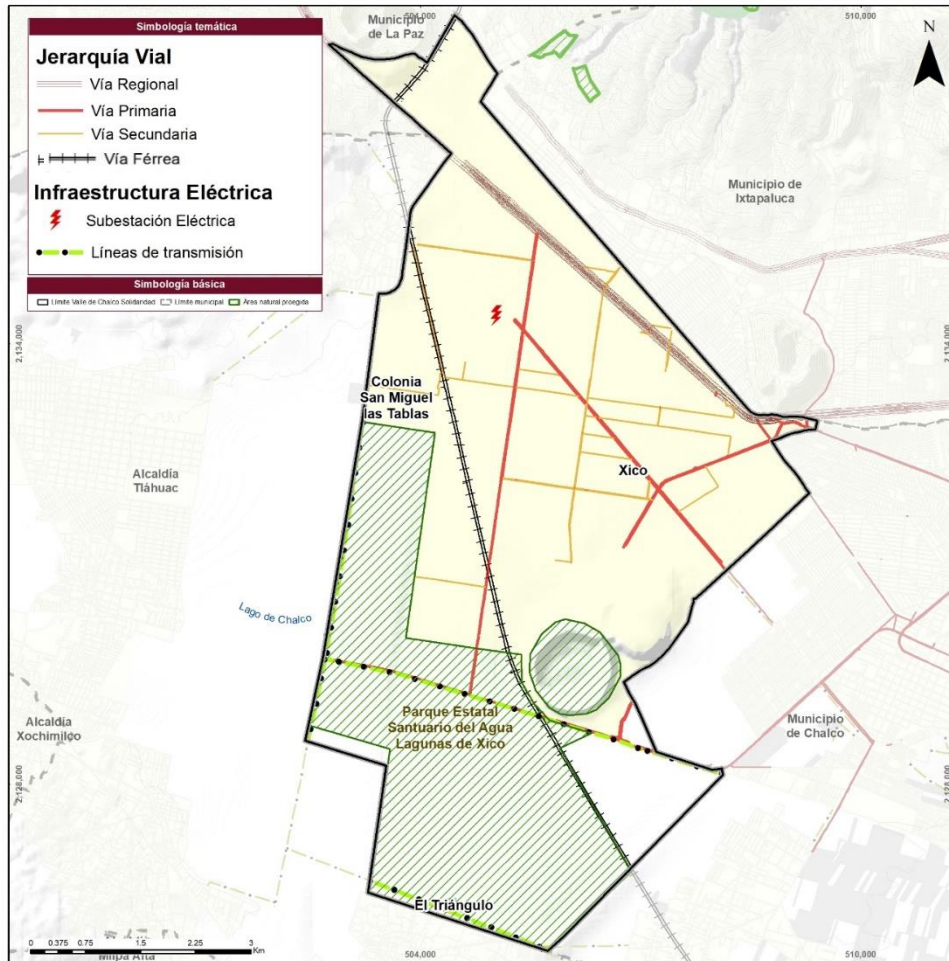 Simbología temática
Jerarquía Vial
Vía Regional
Vía Primaria
Vía Secundaria
Vía Férrea
Infraestructura Eléctrica
Subestación Eléctrica
Líneas de transmisión
Simbología básica
Límite Valle de Chalco Solidaridad
Límite municipal
Área natural proegida
504,000
510,000
N
Municipio
de La Paz
Municipio de
Ixtapaluca
2,134,000
2,134,000
Colonia
San Miguel
las Tablas
Xico
Alcaldía
Tláhuac
Lago de Chalco
Alcaldía
Xochimilco
Parque Estatal
Santuario del Agua
Lagunas de Xico
Municipio
de Chalco
2,128,000
2,128,000
El Triángulo
0 0.375 0.75 1.5 2.25 3
Km
Milpa Alta
504,000
510,000